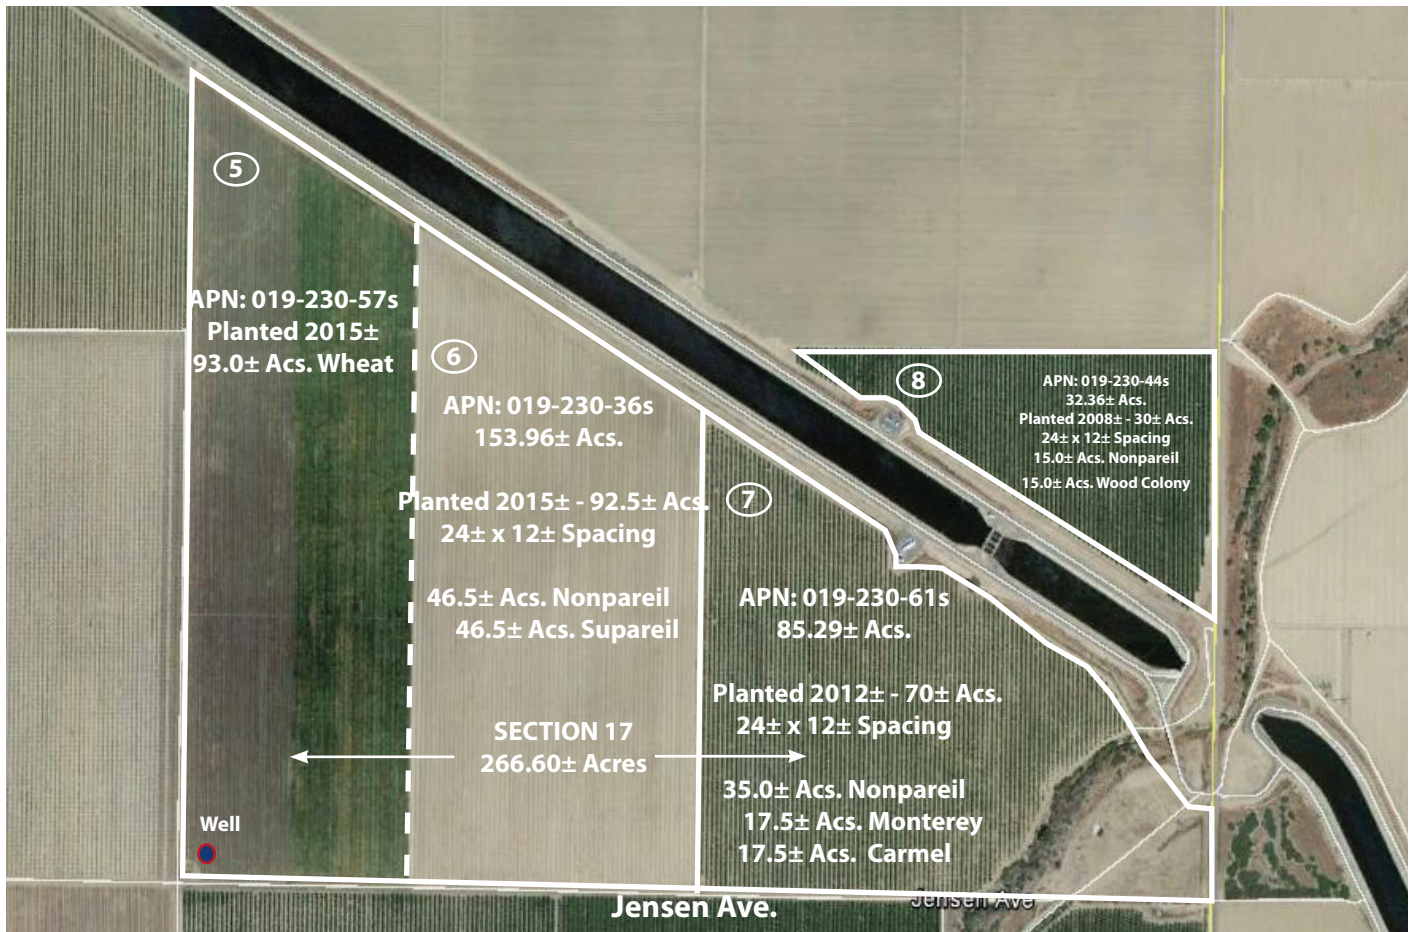 5
APN: 019-230-57s
Planted 2015±
93.0± Acs. Wheat
6
APN: 019-230-36s
153.96± Acs.
Planted 2015± - 92.5± Acs.
24± x 12± Spacing
46.5± Acs. Nonpareil
46.5± Acs. Supareil
SECTION 17
266.60± Acres
7
APN: 019-230-61s
85.29± Acs.
Planted 2012± - 70± Acs.
24± x 12± Spacing
35.0± Acs. Nonpareil
17.5± Acs. Monterey
17.5± Acs. Carmel
8
APN: 019-230-44s
32.36± Acs.
Planted 2008± - 30± Acs.
24± x 12± Spacing
15.0± Acs. Nonpareil
15.0± Acs. Wood Colony
Well
Jensen Ave.
Jensen Ave